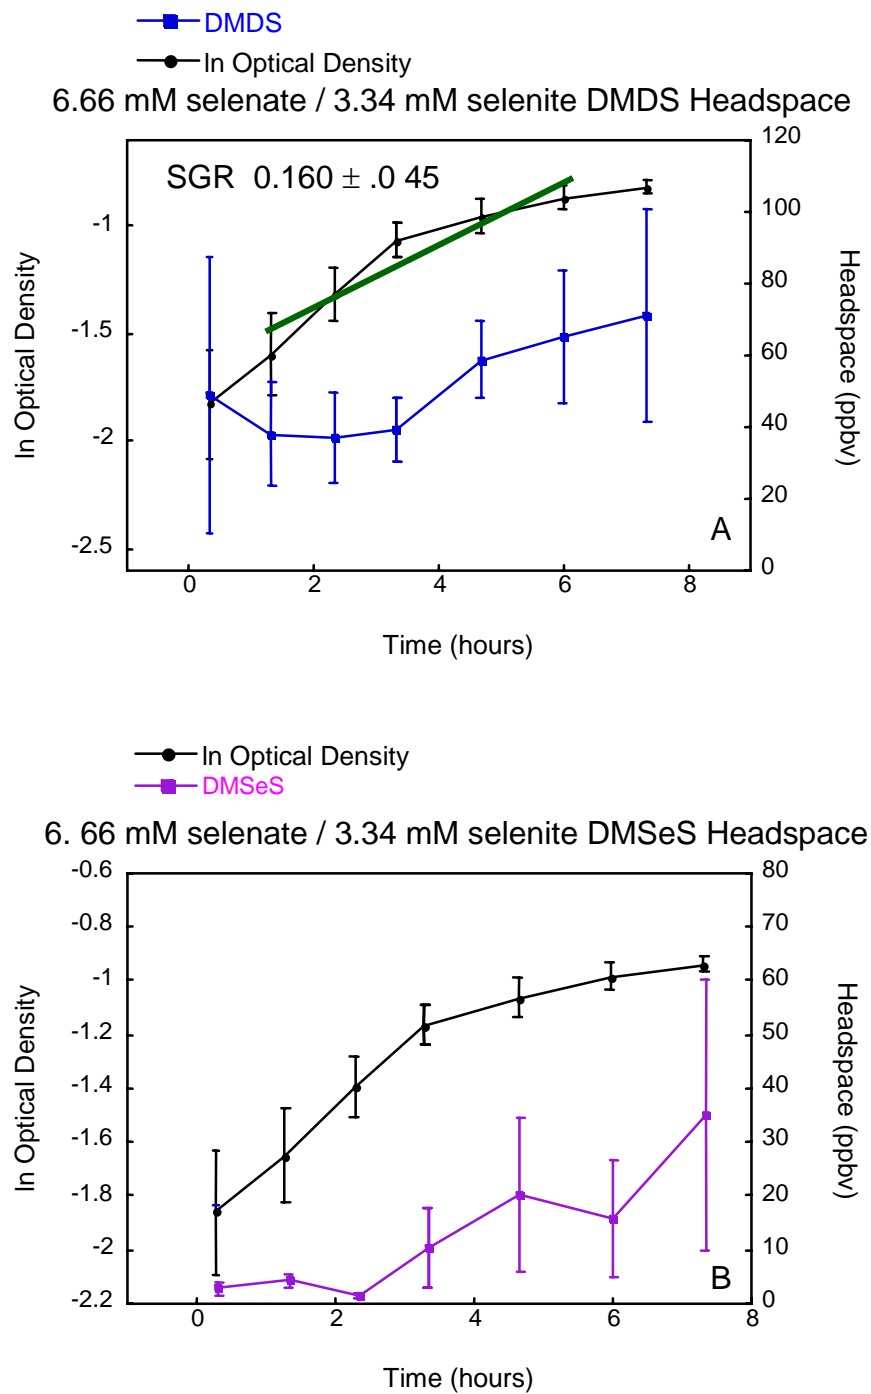 DMDS
ln Optical Density
6.66 mM selenate / 3.34 mM selenite DMDS Headspace
SGR 0.160 ± .0 45
120
100
80
60
40
20
0
-1
-1.5
-2
-2.5
ln Optical Density
Headspace (ppbv)
A
0 2 4 6 8
Time (hours)
ln Optical Density
DMSeS
6. 66 mM selenate / 3.34 mM selenite DMSeS Headspace
-0.6
-0.8
-1
-1.2
-1.4
-1.6
-1.8
-2
-2.2
ln Optical Density
80
70
60
50
40
30
20
10
0
Headspace (ppbv)
B
0 2 4 6 8
Time (hours)